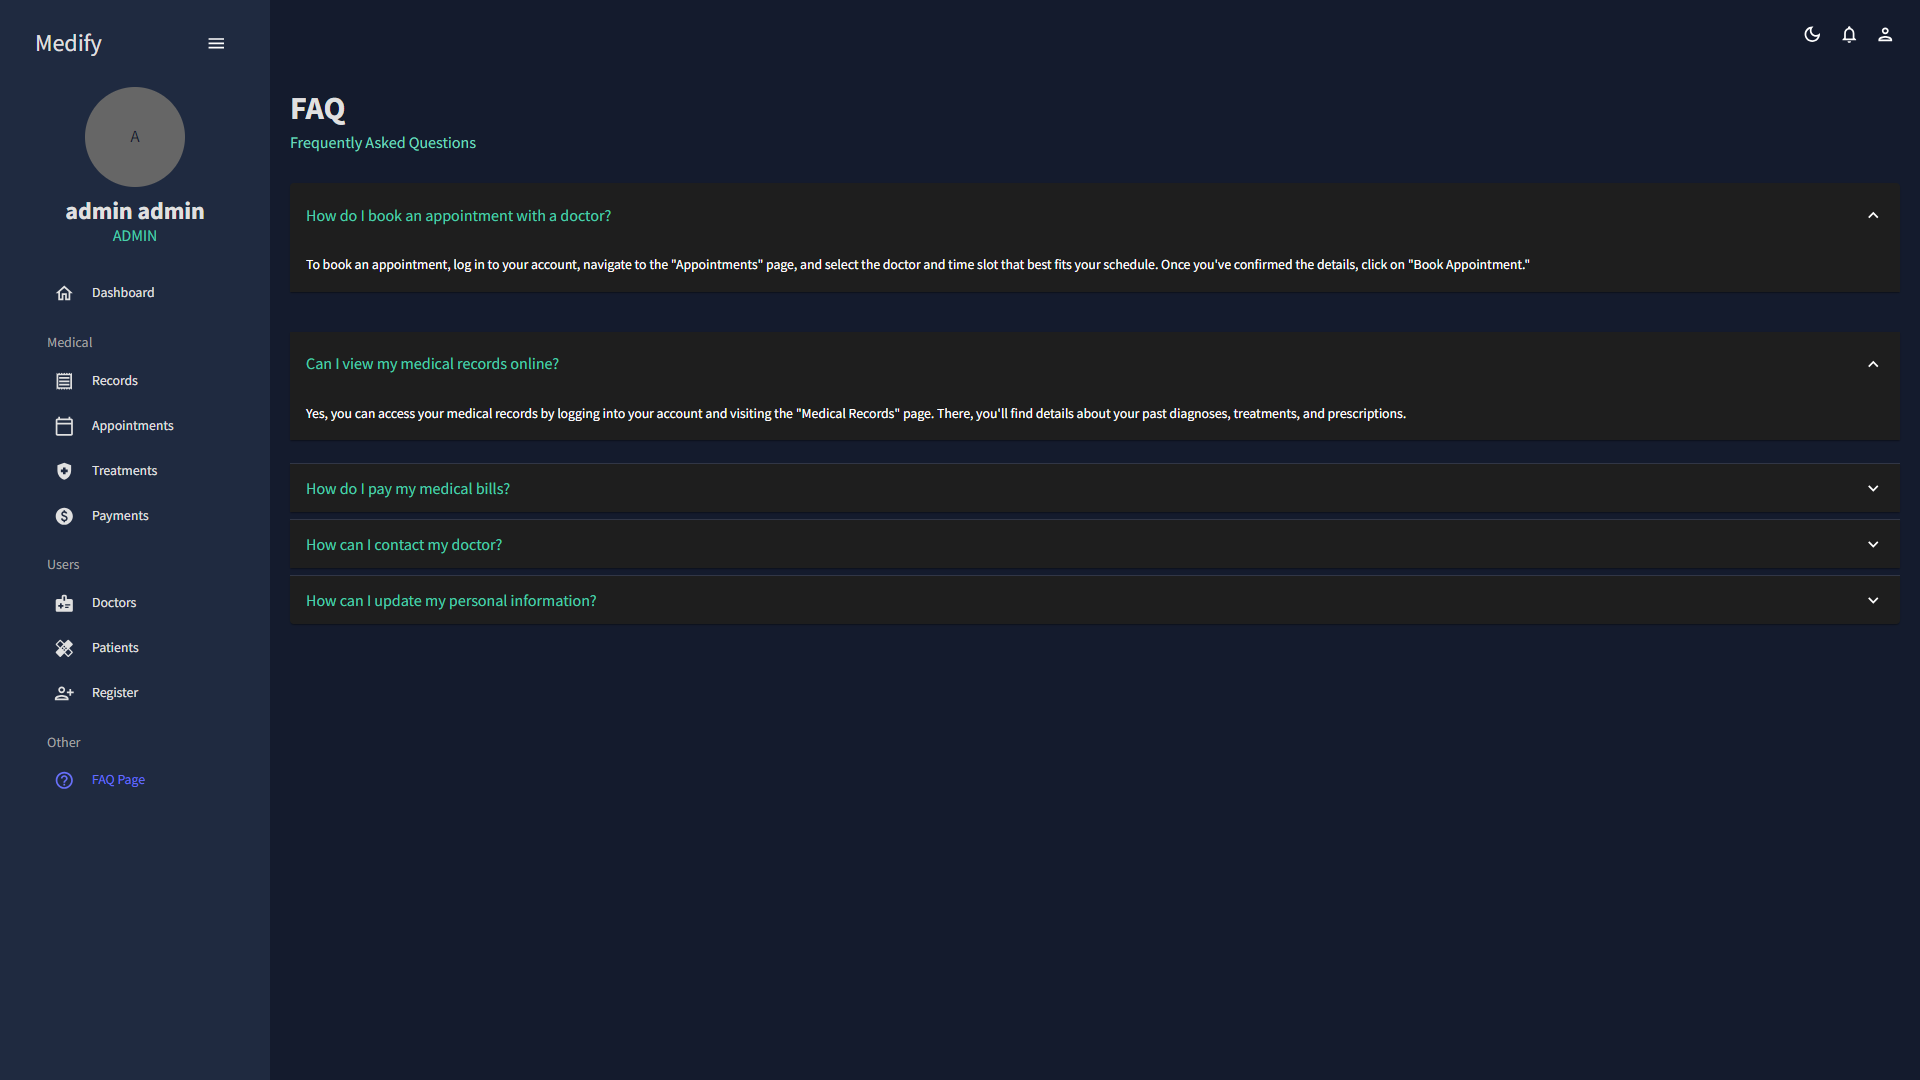 Medify
A
admin admin
ADMIN
Dashboard
Medical
Records
Appointments
Treatments
Payments
Users
Doctors
Patients
Register
Other
FAQ Page
FAQ
Frequently Asked Questions
How do I book an appointment with a doctor?
To book an appointment, log in to your account, navigate to the "Appointments" page, and select the doctor and time slot that best fits your schedule. Once you've confirmed the details, click on "Book Appointment."
Can I view my medical records online?
Yes, you can access your medical records by logging into your account and visiting the "Medical Records" page. There, you'll find details about your past diagnoses, treatments, and prescriptions.
How do I pay my medical bills?
How can I contact my doctor?
How can I update my personal information?